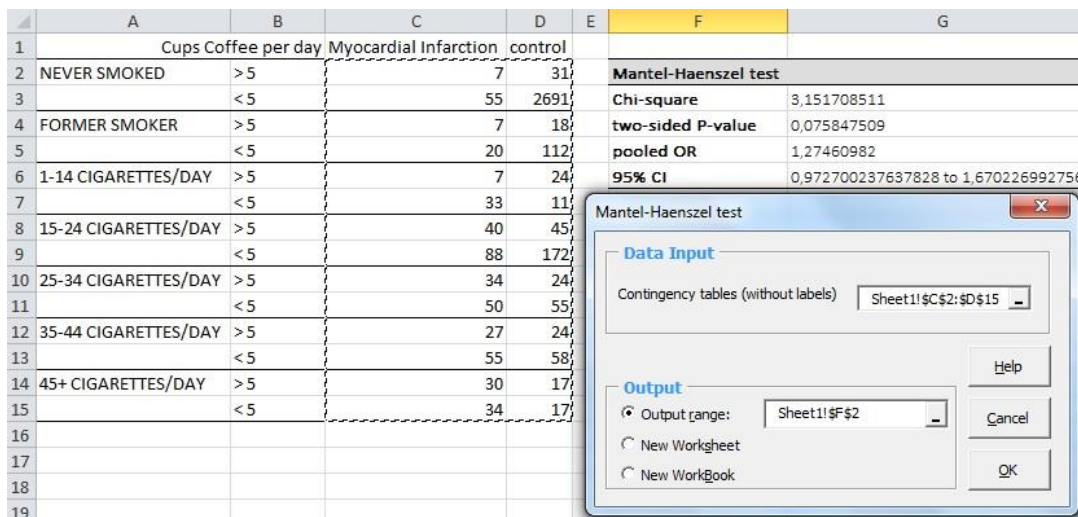 A B C D E F G
1 Cups Coffee per day Myocardial Infarction control
2 NEVER SMOKED > 5 7 31 Mantel-Haenszel test
3 < 5 55 2691 Chi-square 3,151708511
4 FORMER SMOKER > 5 7 18 two-sided P-value 0,075847509
5 < 5 20 112 pooled OR 1,27460982
6 1-14 CIGARETTES/DAY > 5 7 24 95% CI 0,972700237637828 to 1,670226992756
7 < 5 33 11
8 15-24 CIGARETTES/DAY > 5 40 45
9 < 5 88 172
10 25-34 CIGARETTES/DAY > 5 34 24
11 < 5 50 55
12 35-44 CIGARETTES/DAY > 5 27 24
13 < 5 55 58
14 45+ CIGARETTES/DAY > 5 30 17
15 < 5 34 17
16
17
18
19
Mantel-Haenszel test
Data Input
Contingency tables (without labels) Sheet1!$C$2:$D$15
Help
Output
Output range: Sheet1!$F$2
Cancel
New Worksheet
New WorkBook
OK